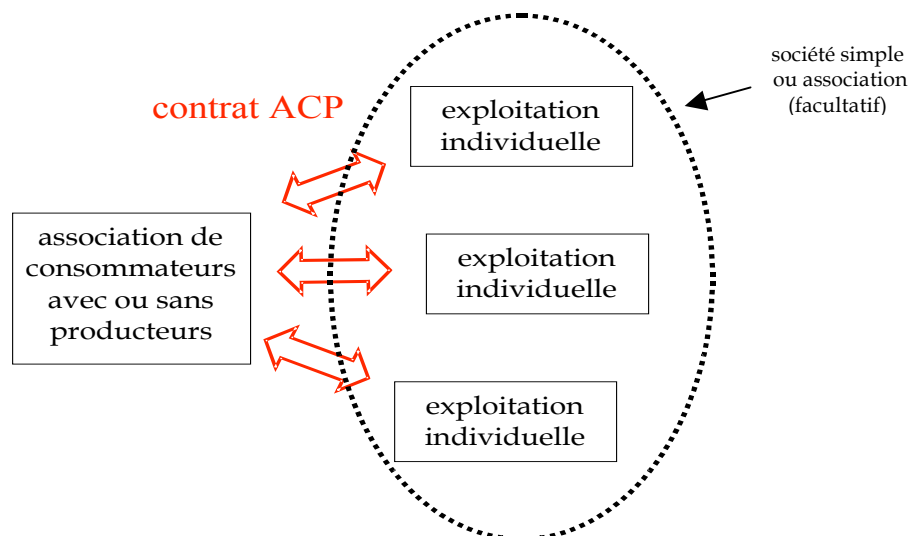 société simple
ou association
(facultatif)
contrat ACP
exploitation
individuelle
association de
consommateurs
avec ou sans
producteurs
exploitation
individuelle
exploitation
individuelle